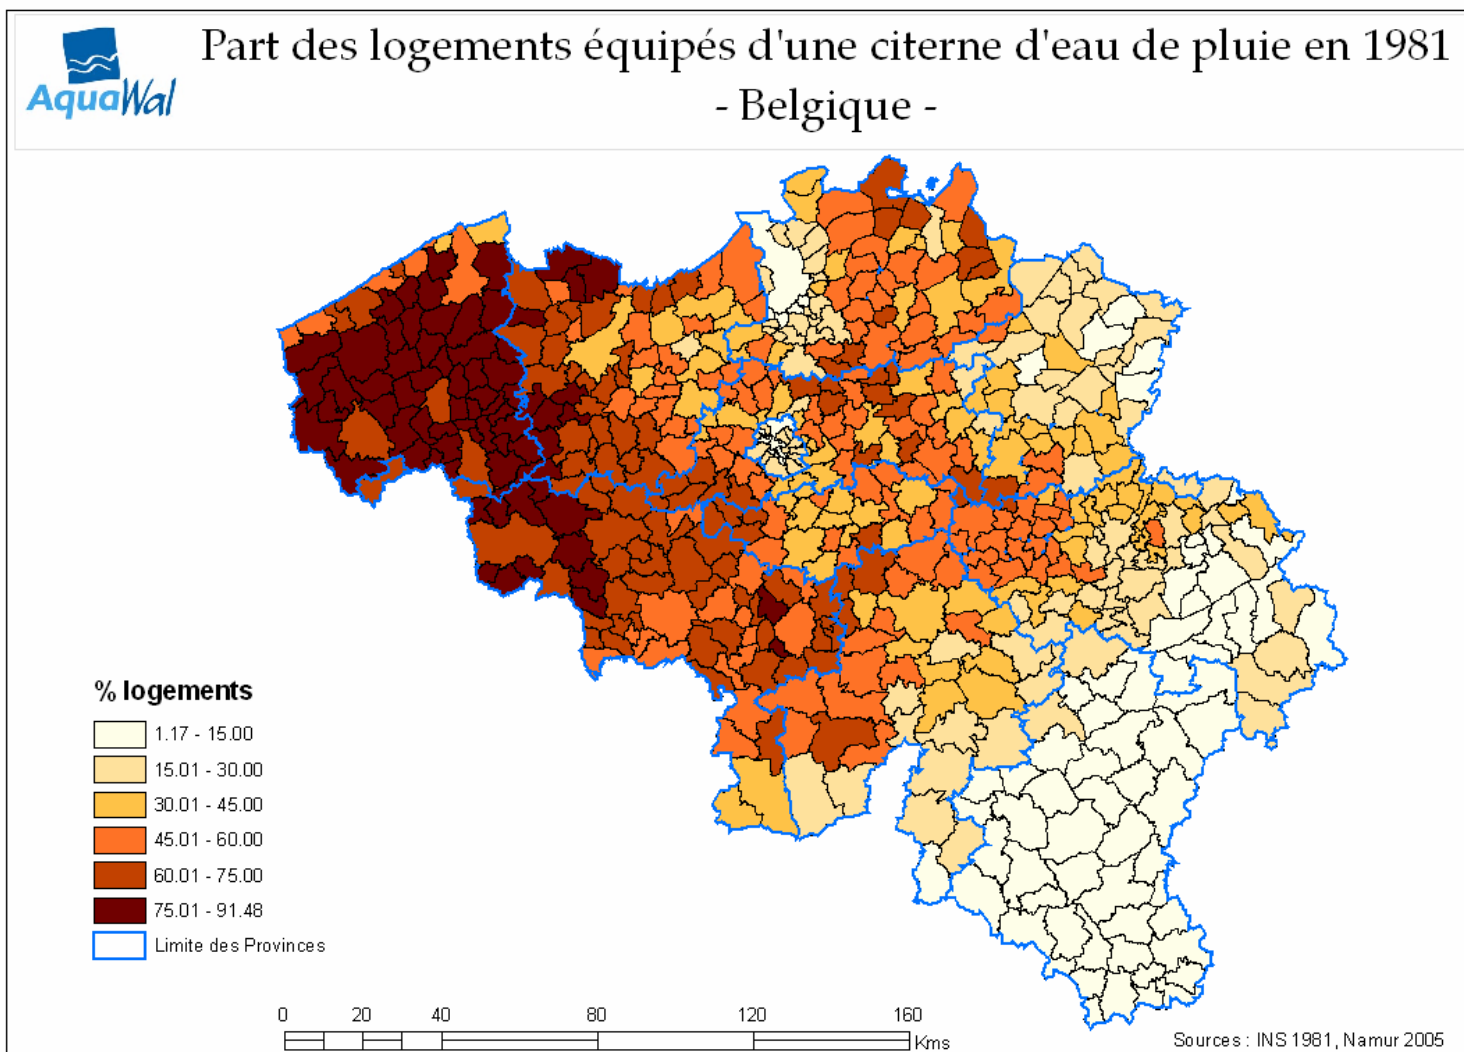 AquaWal
Part des logements équipés d'une citerne d'eau de pluie en 1981
- Belgique -
% logements
1.17 - 15.00
15.01 - 30.00
30.01 - 45.00
45.01 - 60.00
60.01 - 75.00
75.01 - 91.48
Limite des Provinces
0 20 40 80 120 160
Kms
Sources : INS 1981, Namur 2005